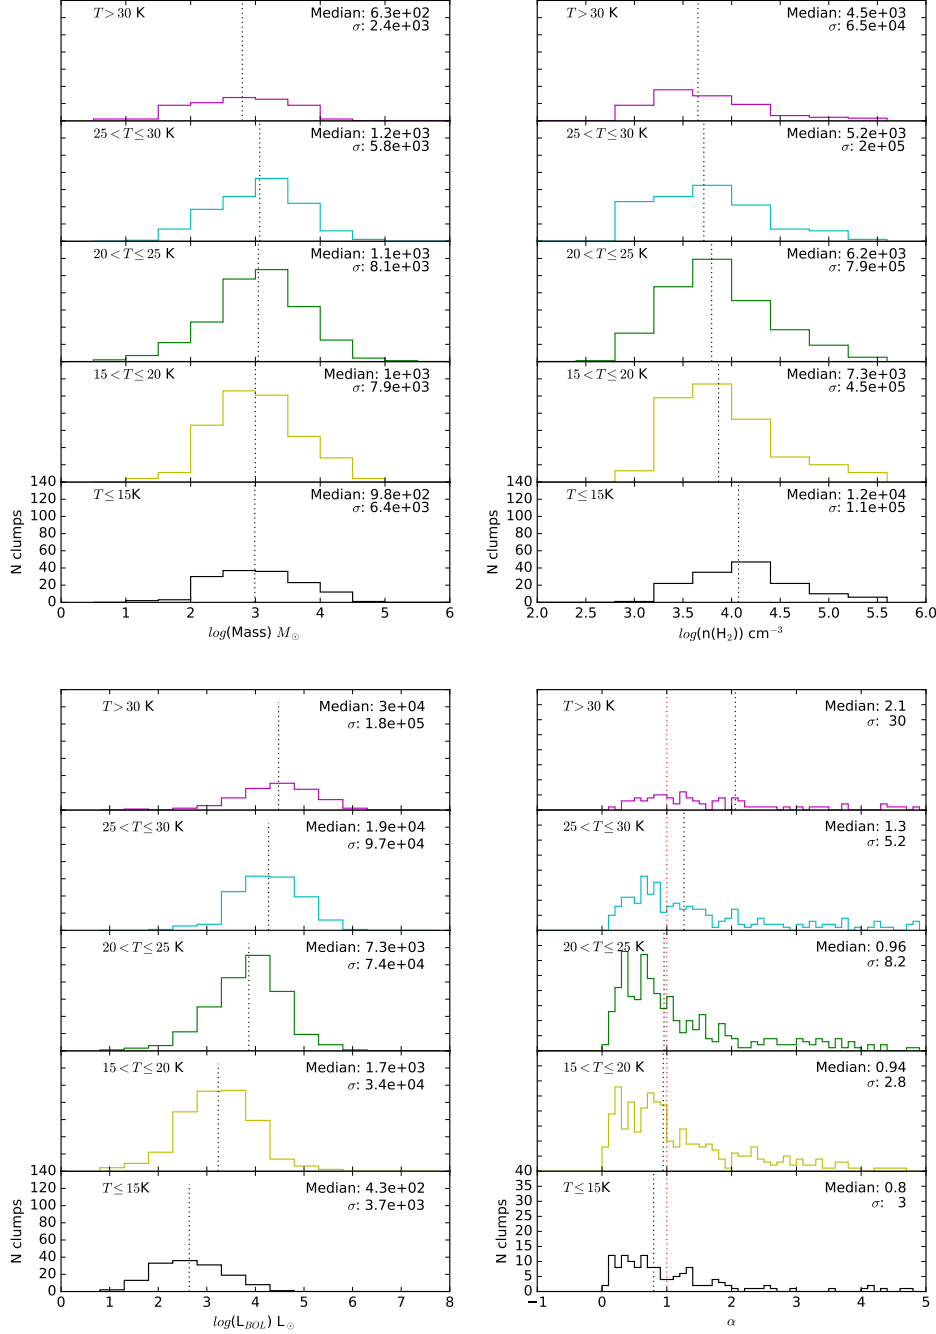 T > 30 K
Median: 6.3e+02
σ: 2.4e+03
25 < T ≤ 30 K
Median: 1.2e+03
σ: 5.8e+03
20 < T ≤ 25 K
Median: 1.1e+03
σ: 8.1e+03
15 < T ≤ 20 K
Median: 1e+03
σ: 7.9e+03
T ≤ 15K
Median: 9.8e+02
σ: 6.4e+03
140
120
100
80
60
40
20
0
N clumps
0 1 2 3 4 5 6
log(Mass) M⊙
T > 30 K
Median: 4.5e+03
σ: 6.5e+04
25 < T ≤ 30 K
Median: 5.2e+03
σ: 2e+05
20 < T ≤ 25 K
Median: 6.2e+03
σ: 7.9e+05
15 < T ≤ 20 K
Median: 7.3e+03
σ: 4.5e+05
T ≤ 15K
Median: 1.2e+04
σ: 1.1e+05
140
120
100
80
60
40
20
0
N clumps
2.0 2.5 3.0 3.5 4.0 4.5 5.0 5.5 6.0
log(n(H₂)) cm⁻³
T > 30 K
Median: 3e+04
σ: 1.8e+05
25 < T ≤ 30 K
Median: 1.9e+04
σ: 9.7e+04
20 < T ≤ 25 K
Median: 7.3e+03
σ: 7.4e+04
15 < T ≤ 20 K
Median: 1.7e+03
σ: 3.4e+04
T ≤ 15K
Median: 4.3e+02
σ: 3.7e+03
140
120
100
80
60
40
20
0
N clumps
0 1 2 3 4 5 6 7 8
log(L_BOL) L⊙
T > 30 K
Median: 2.1
σ: 30
25 < T ≤ 30 K
Median: 1.3
σ: 5.2
20 < T ≤ 25 K
Median: 0.96
σ: 8.2
15 < T ≤ 20 K
Median: 0.94
σ: 2.8
T ≤ 15K
Median: 0.8
σ: 3
40
35
30
25
20
15
10
5
0
N clumps
−1 0 1 2 3 4 5
α